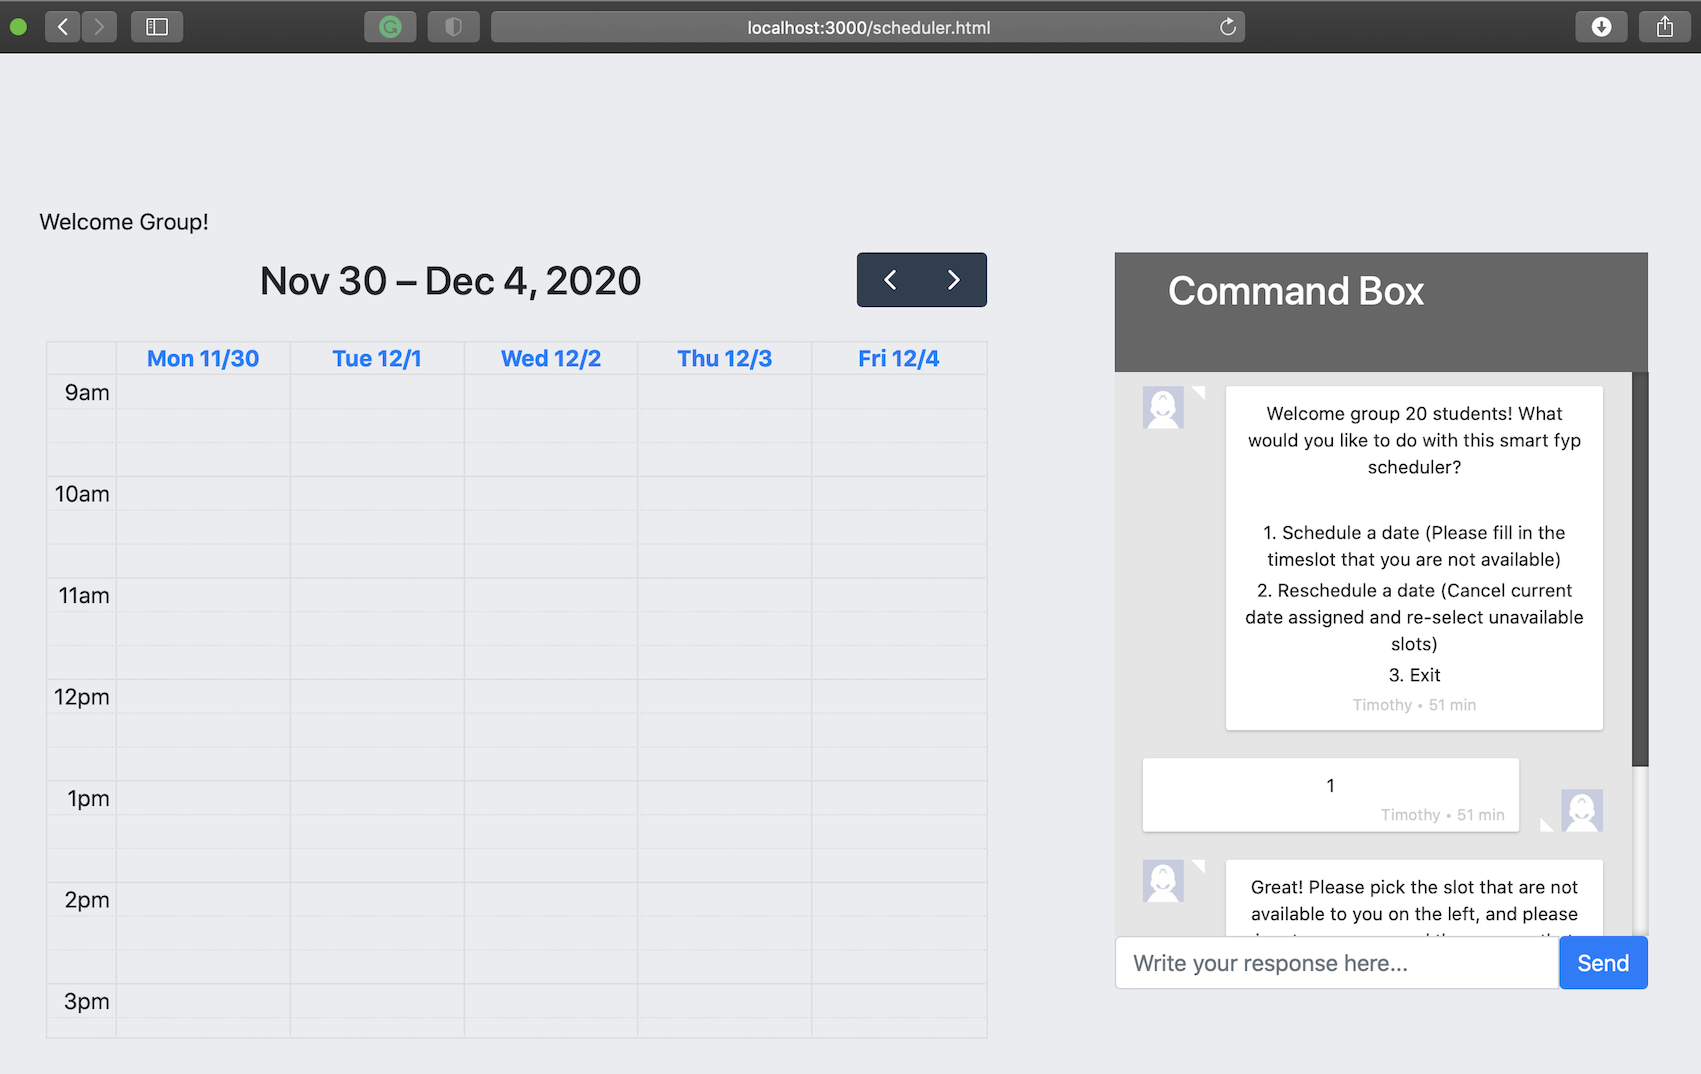 localhost:3000/scheduler.html
Welcome Group!
Nov 30 – Dec 4, 2020
Mon 11/30 Tue 12/1 Wed 12/2 Thu 12/3 Fri 12/4
9am
10am
11am
12pm
1pm
2pm
3pm
Command Box
Welcome group 20 students! What
would you like to do with this smart fyp
scheduler?
1. Schedule a date (Please fill in the
timeslot that you are not available)
2. Reschedule a date (Cancel current
date assigned and re-select unavailable
slots)
3. Exit
Timothy • 51 min
1
Timothy • 51 min
Great! Please pick the slot that are not
available to you on the left, and please
Write your response here...
Send